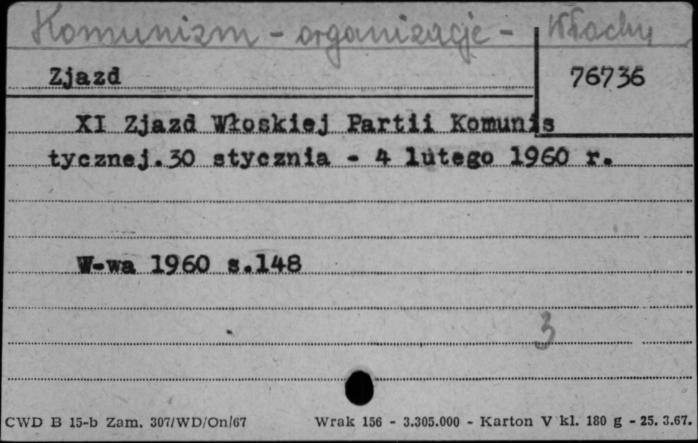 Komunizm - organizacje - Włochy
Zjazd
76736
XI Zjazd Włoskiej Partii Komunis
tycznej.30 stycznia - 4 lutego 1960 r.
W-wa 1960 s.148
3
CWD B 15-b Zam. 307/WD/On/67 Wrak 156 - 3.305.000 - Karton V kl. 180 g - 25. 3.67.